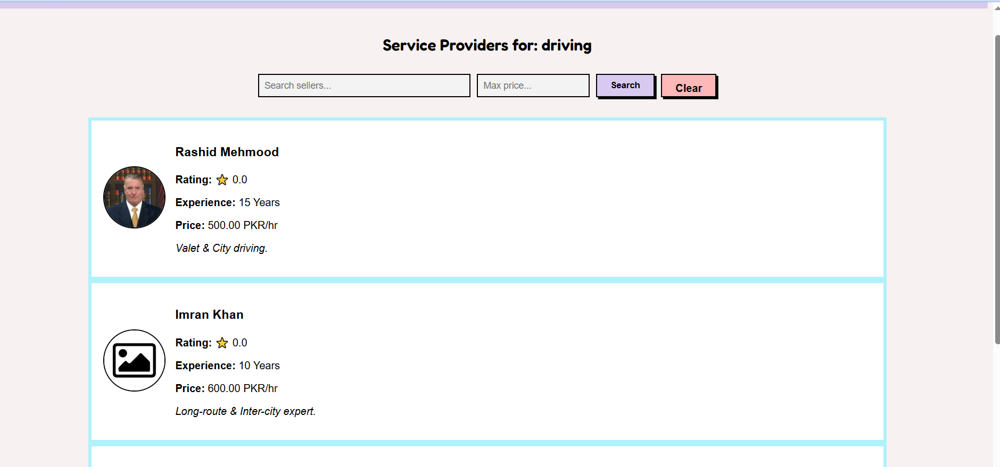 Service Providers for: driving
Search sellers...
Max price...
Search
Clear
Rashid Mehmood
Rating: ⭐ 0.0
Experience: 15 Years
Price: 500.00 PKR/hr
Valet & City driving.
Imran Khan
Rating: ⭐ 0.0
Experience: 10 Years
Price: 600.00 PKR/hr
Long-route & Inter-city expert.